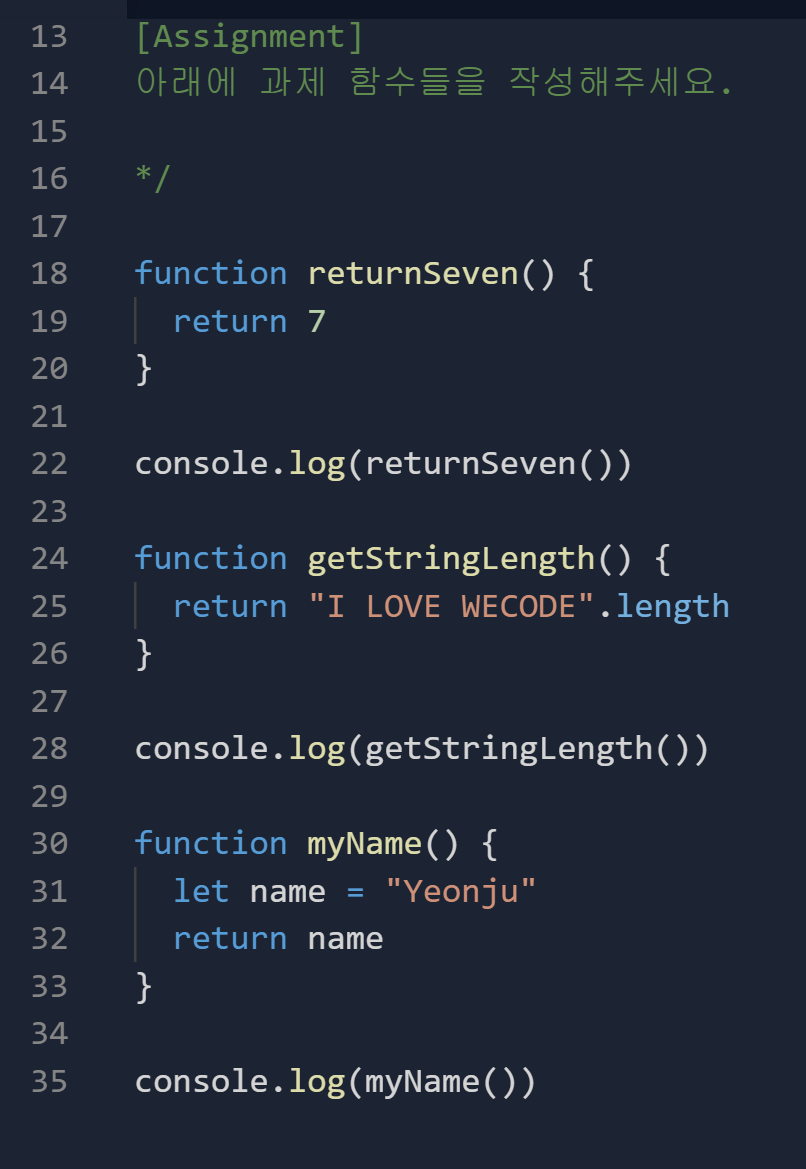 13 [Assignment]
14 아래에 과제 함수들을 작성해주세요.
15
16 */
17
18 function returnSeven() {
19   return 7
20 }
21
22 console.log(returnSeven())
23
24 function getStringLength() {
25   return "I LOVE WECODE".length
26 }
27
28 console.log(getStringLength())
29
30 function myName() {
31   let name = "Yeonju"
32   return name
33 }
34
35 console.log(myName())